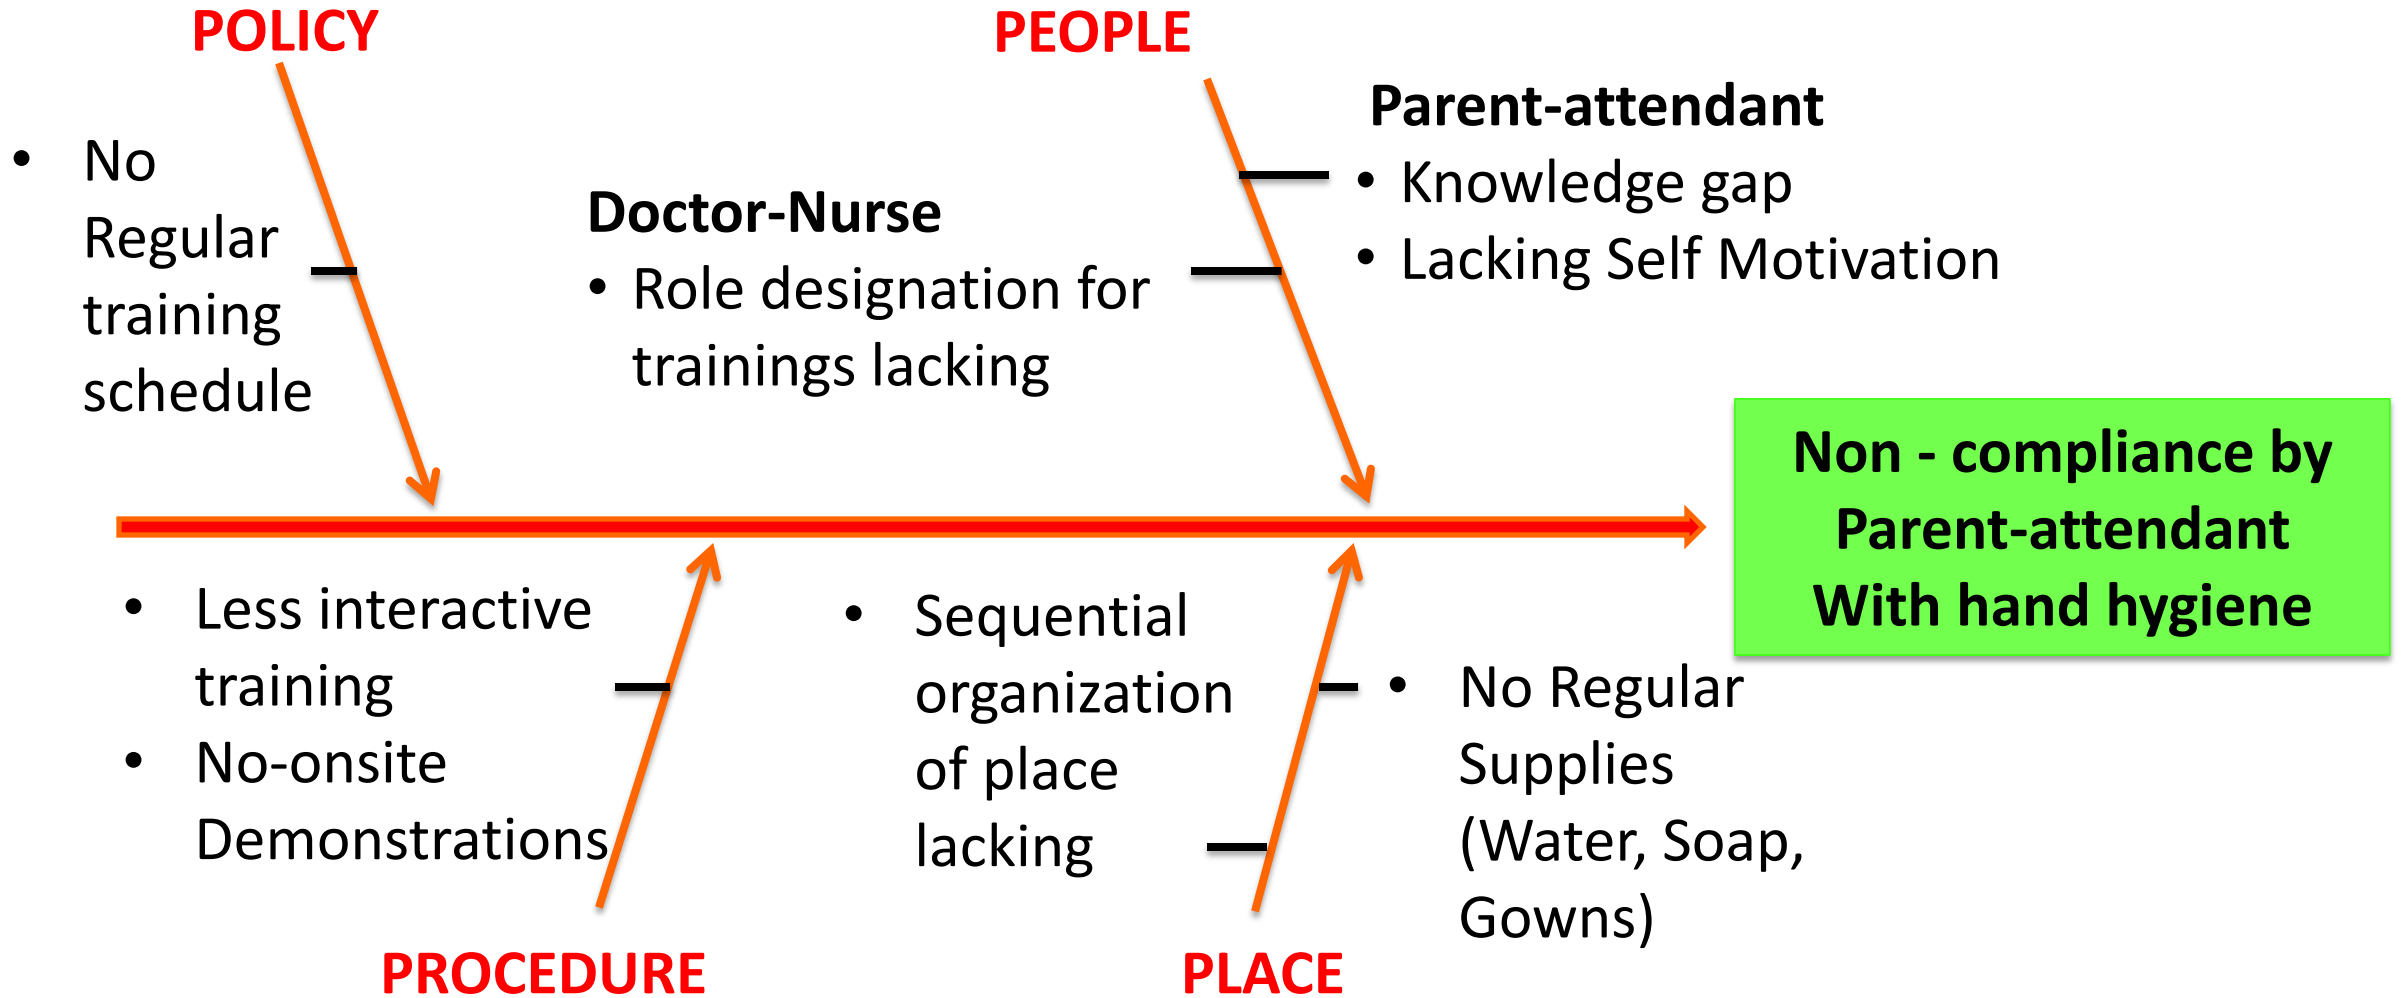 POLICY
• No
Regular
training
schedule
PEOPLE
Doctor-Nurse
• Role designation for
trainings lacking
Parent-attendant
• Knowledge gap
• Lacking Self Motivation
Non - compliance by
Parent-attendant
With hand hygiene
• Less interactive
training
• No-onsite
Demonstrations
PROCEDURE
• Sequential
organization
of place
lacking
• No Regular
Supplies
(Water, Soap,
Gowns)
PLACE